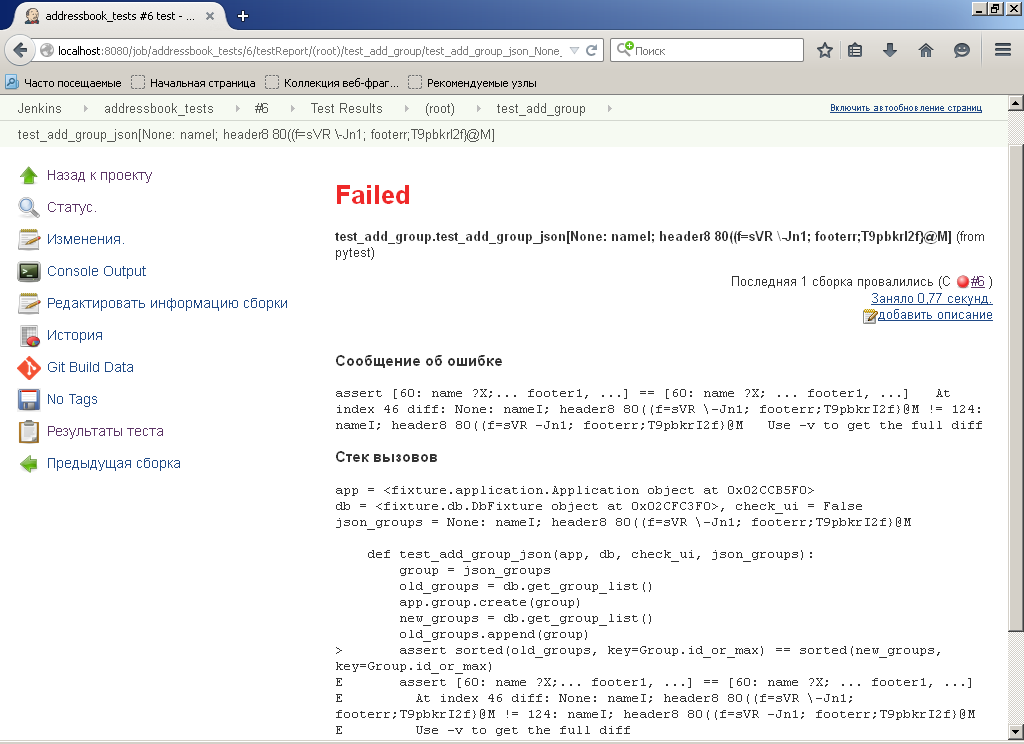 addressbook_tests #6 test - ...
localhost:8080/job/addressbook_tests/6/testReport/(root)/test_add_group/test_add_group_json_None_
Поиск
Часто посещаемые Начальная страница Коллекция веб-фраг... Рекомендуемые узлы
Jenkins addressbook_tests #6 Test Results (root) test_add_group
Включить автообновление страниц
test_add_group_json[None: nameI; header8 80((f=sVR \-Jn1; footerr;T9pbkrI2f}@M]
Назад к проекту
Статус.
Изменения.
Console Output
Редактировать информацию сборки
История
Git Build Data
No Tags
Результаты теста
Предыдущая сборка
Failed
test_add_group.test_add_group_json[None: nameI; header8 80((f=sVR \-Jn1; footerr;T9pbkrI2f}@M] (from
pytest)
Последняя 1 сборка провалились (С #6 )
Заняло 0,77 секунд.
добавить описание
Сообщение об ошибке
assert [60: name ?X;... footer1, ...] == [60: name ?X; ... footer1, ...]   At
index 46 diff: None: nameI; header8 80((f=sVR \-Jn1; footerr;T9pbkrI2f}@M != 124:
nameI; header8 80((f=sVR -Jn1; footerr;T9pbkrI2f}@M   Use -v to get the full diff
Стек вызовов
app = <fixture.application.Application object at 0x02CCB5F0>
db = <fixture.db.DbFixture object at 0x02CFC3F0>, check_ui = False
json_groups = None: nameI; header8 80((f=sVR \-Jn1; footerr;T9pbkrI2f}@M
def test_add_group_json(app, db, check_ui, json_groups):
group = json_groups
old_groups = db.get_group_list()
app.group.create(group)
new_groups = db.get_group_list()
old_groups.append(group)
>       assert sorted(old_groups, key=Group.id_or_max) == sorted(new_groups,
key=Group.id_or_max)
E       assert [60: name ?X;... footer1, ...] == [60: name ?X; ... footer1, ...]
E         At index 46 diff: None: nameI; header8 80((f=sVR \-Jn1;
footerr;T9pbkrI2f}@M != 124: nameI; header8 80((f=sVR -Jn1; footerr;T9pbkrI2f}@M
E         Use -v to get the full diff